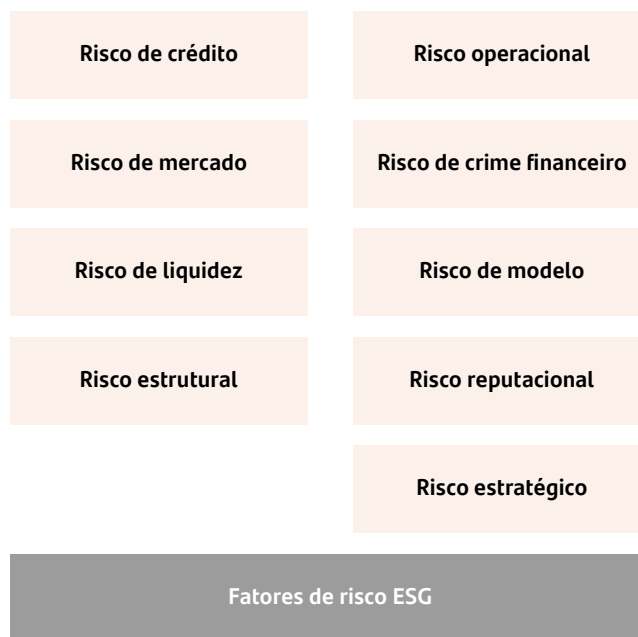 Risco de crédito
Risco operacional
Risco de mercado
Risco de crime financeiro
Risco de liquidez
Risco de modelo
Risco estrutural
Risco reputacional
Risco estratégico
Fatores de risco ESG